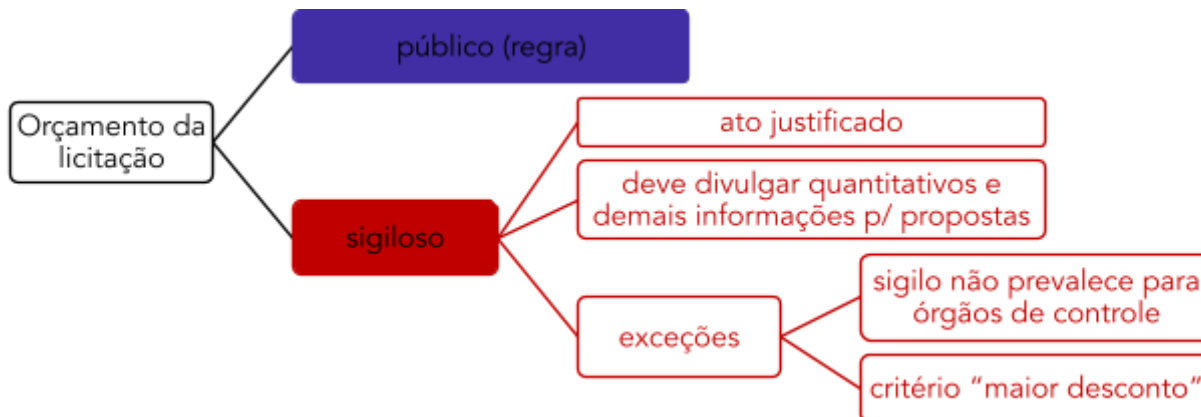 público (regra)
Orçamento da
licitação
ato justificado
deve divulgar quantitativos e
demais informações p/ propostas
sigiloso
sigilo não prevalece para
órgãos de controle
exceções
critério “maior desconto”